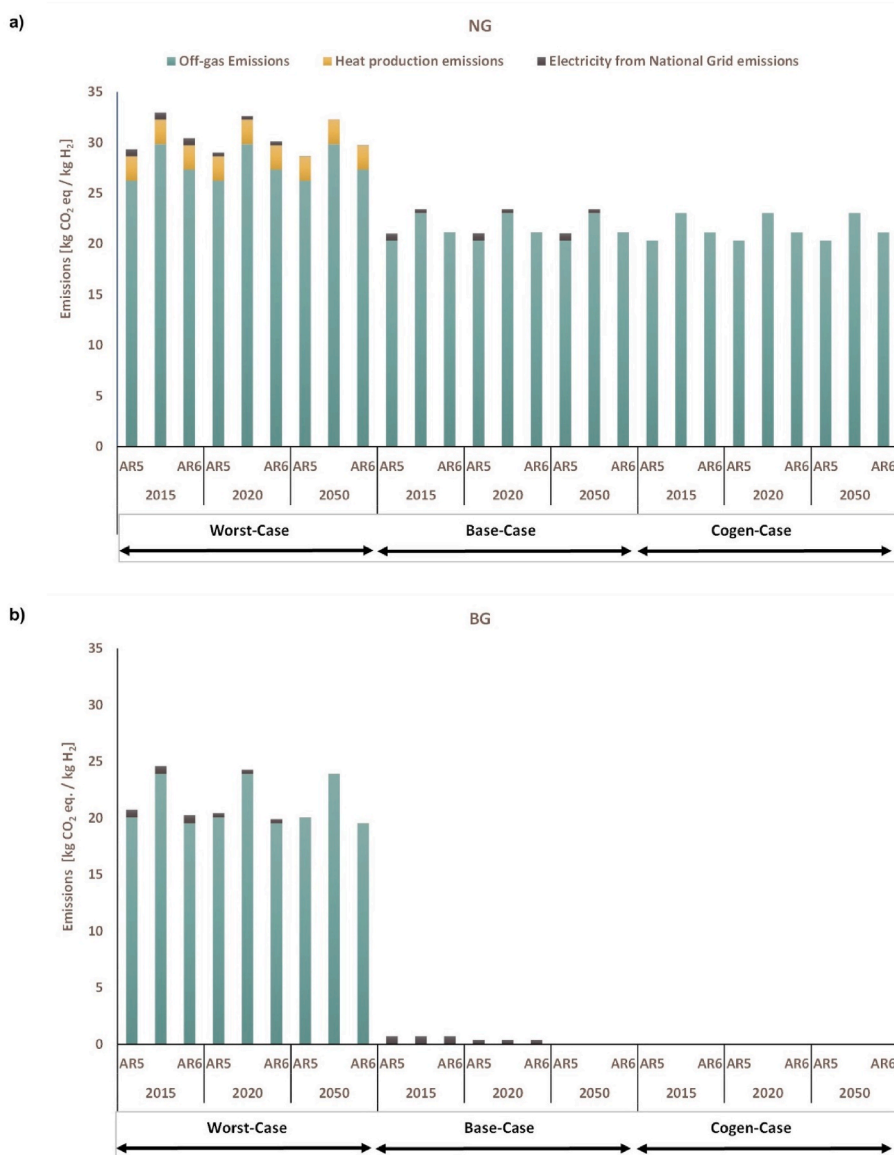 a)
NG
Off-gas Emissions Heat production emissions Electricity from National Grid emissions
Emissions [kg CO2 eq / kg H2]
35
30
25
20
15
10
5
0
AR5 AR6 AR5 AR6 AR5 AR6 AR5 AR6 AR5 AR6 AR5 AR6 AR5 AR6 AR5 AR6 AR5 AR6
2015 2020 2050 2015 2020 2050 2015 2020 2050
Worst-Case Base-Case Cogen-Case
b)
BG
Emissions [kg CO2 eq. / kg H2]
35
30
25
20
15
10
5
0
AR5 AR6 AR5 AR6 AR5 AR6 AR5 AR6 AR5 AR6 AR5 AR6 AR5 AR6 AR5 AR6 AR5 AR6
2015 2020 2050 2015 2020 2050 2015 2020 2050
Worst-Case Base-Case Cogen-Case